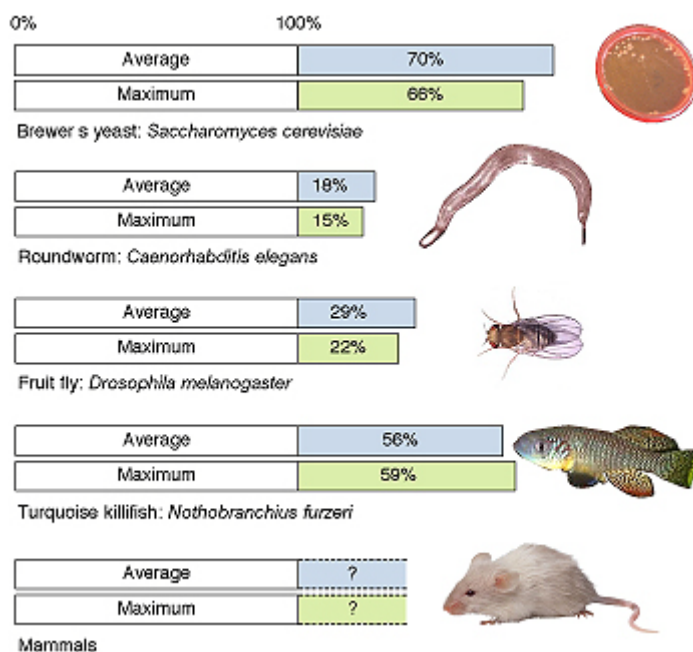 0% 100%
Average 70%
Maximum 66%
Brewer s yeast: Saccharomyces cerevisiae
Average 18%
Maximum 15%
Roundworm: Caenorhabditis elegans
Average 29%
Maximum 22%
Fruit fly: Drosophila melanogaster
Average 56%
Maximum 59%
Turquoise killifish: Nothobranchius furzeri
Average ?
Maximum ?
Mammals